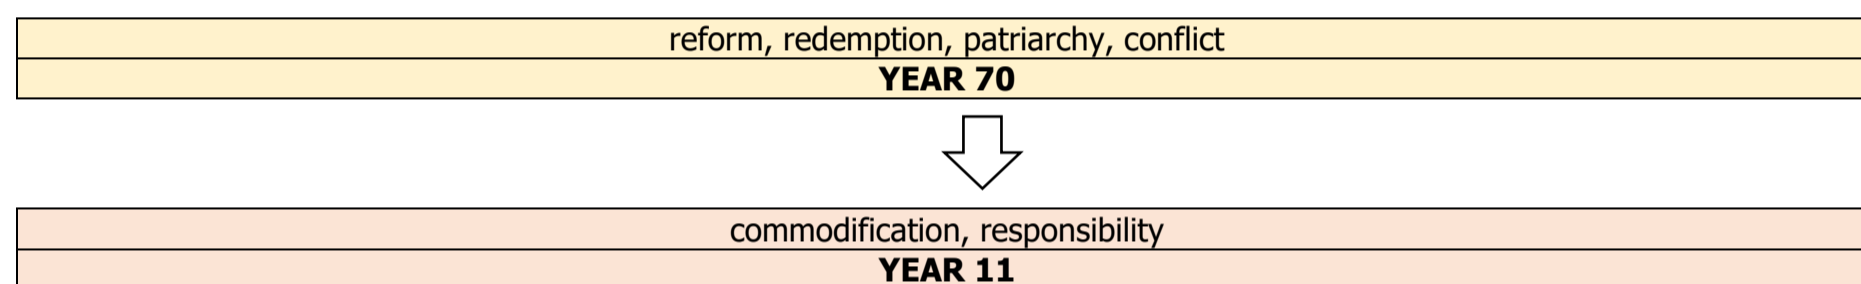 reform, redemption, patriarchy, conflict
YEAR 70
commodification, responsibility
YEAR 11